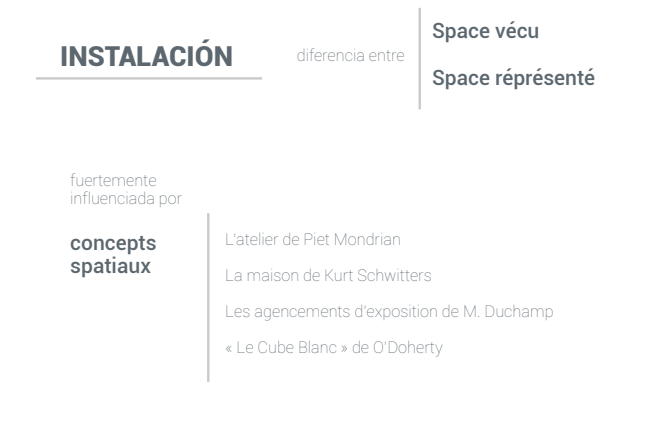 INSTALACIÓN
diferencia entre
Space vécu
Space réprésenté
fuertemente
influenciada por
concepts
spatiaux
L'atelier de Piet Mondrian
La maison de Kurt Schwitters
Les agencements d'exposition de M. Duchamp
« Le Cube Blanc » de O'Doherty